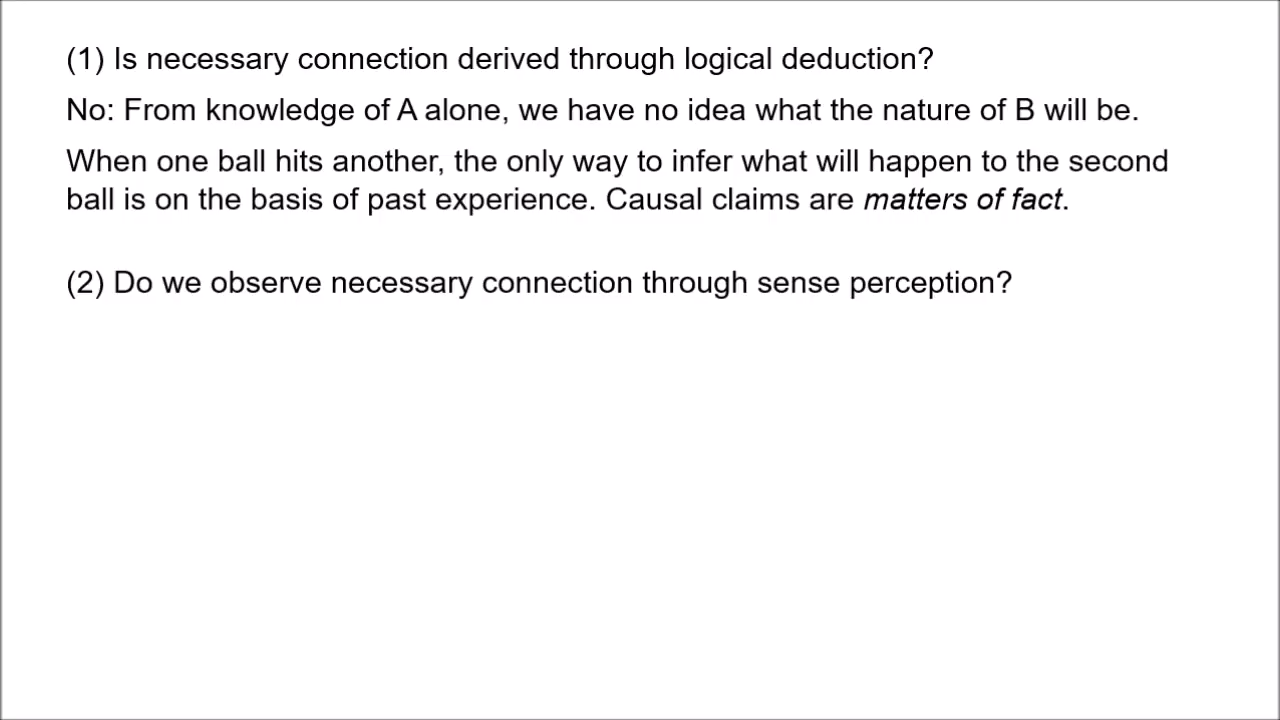 (1) Is necessary connection derived through logical deduction?
No: From knowledge of A alone, we have no idea what the nature of B will be.
When one ball hits another, the only way to infer what will happen to the second
ball is on the basis of past experience. Causal claims are matters of fact.
(2) Do we observe necessary connection through sense perception?